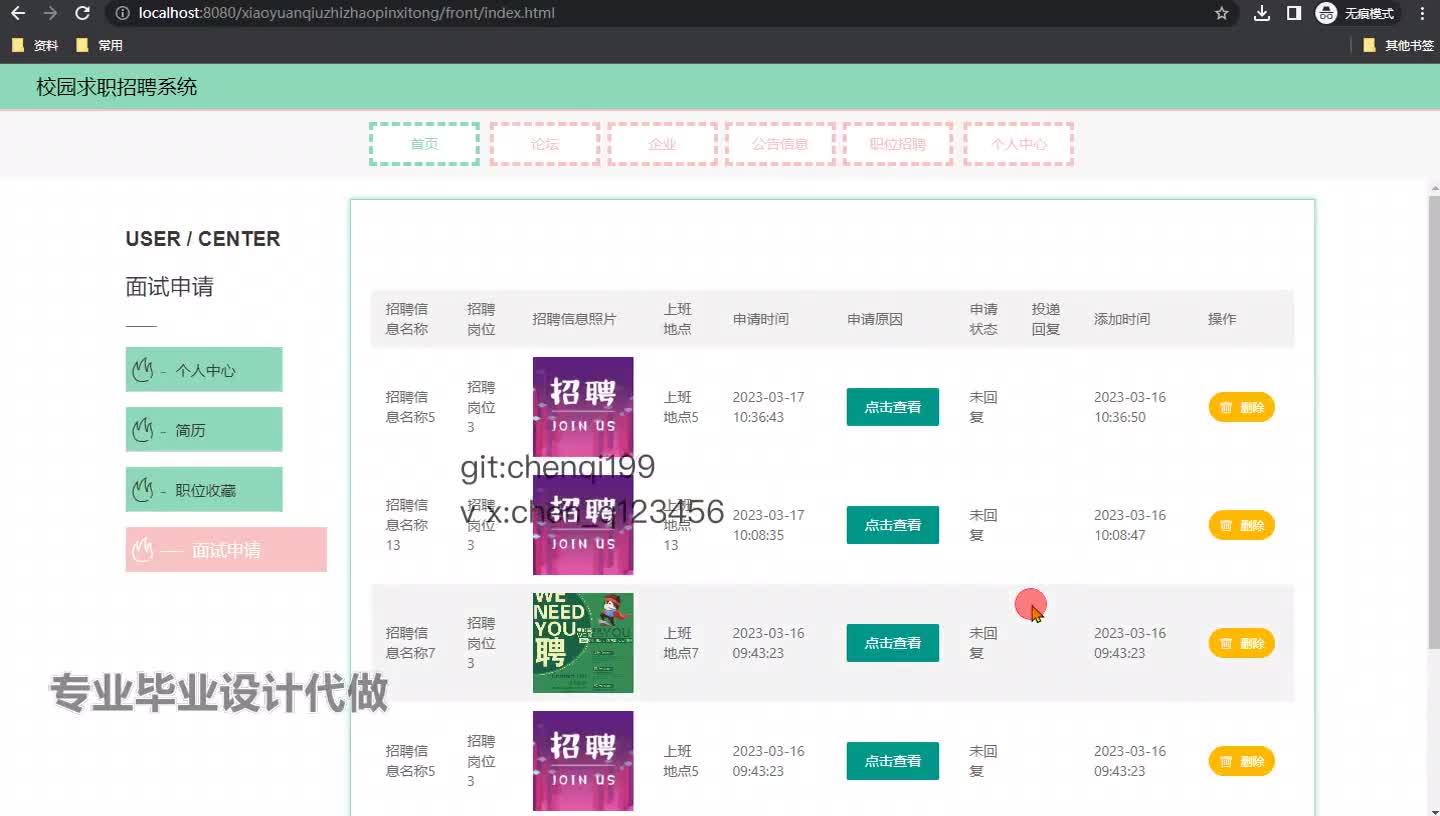 localhost:8080/xiaoyuanqiuzhizhaopinxitong/front/index.html
无痕模式
资料
常用
其他书签
校园求职招聘系统
首页
论坛
企业
公告信息
职位招聘
个人中心
USER / CENTER
面试申请
- 个人中心
- 简历
- 职位收藏
面试申请
招聘信
息名称
招聘
岗位
招聘信息照片
上班
地点
申请时间
申请原因
申请
状态
投递
回复
添加时间
操作
招聘信
息名称5
招聘
岗位
3
招聘
JOIN US
上班
地点5
2023-03-17
10:36:43
点击查看
未回
复
2023-03-16
10:36:50
删除
git:chenqi199
v x:chen_q123456
招聘信
息名称
13
招聘
岗位
3
招聘
JOIN US
上班
地点
13
2023-03-17
10:08:35
点击查看
未回
复
2023-03-16
10:08:47
删除
招聘信
息名称7
招聘
岗位
3
WE
NEED
YOU
聘
上班
地点7
2023-03-16
09:43:23
点击查看
未回
复
2023-03-16
09:43:23
删除
专业毕业设计代做
招聘信
息名称5
招聘
岗位
3
招聘
JOIN US
上班
地点5
2023-03-16
09:43:23
点击查看
未回
复
2023-03-16
09:43:23
删除